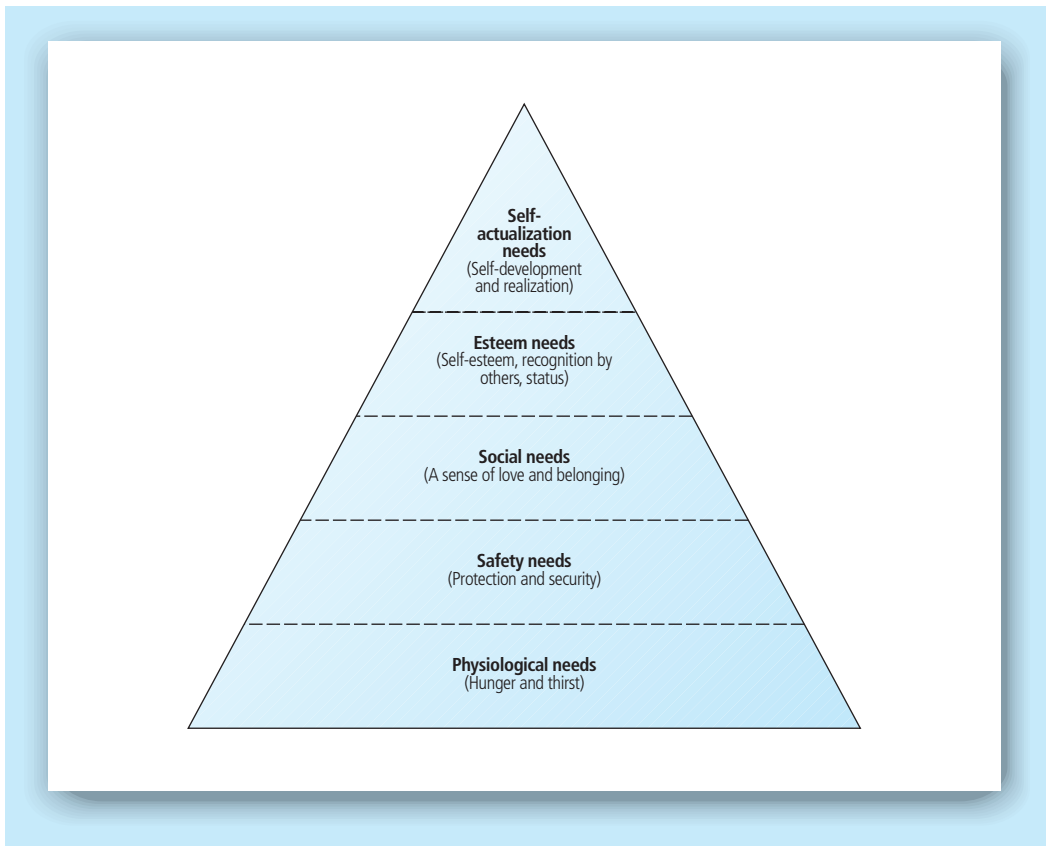 Self-
actualization
needs
(Self-development
and realization)
Esteem needs
(Self-esteem, recognition by
others, status)
Social needs
(A sense of love and belonging)
Safety needs
(Protection and security)
Physiological needs
(Hunger and thirst)